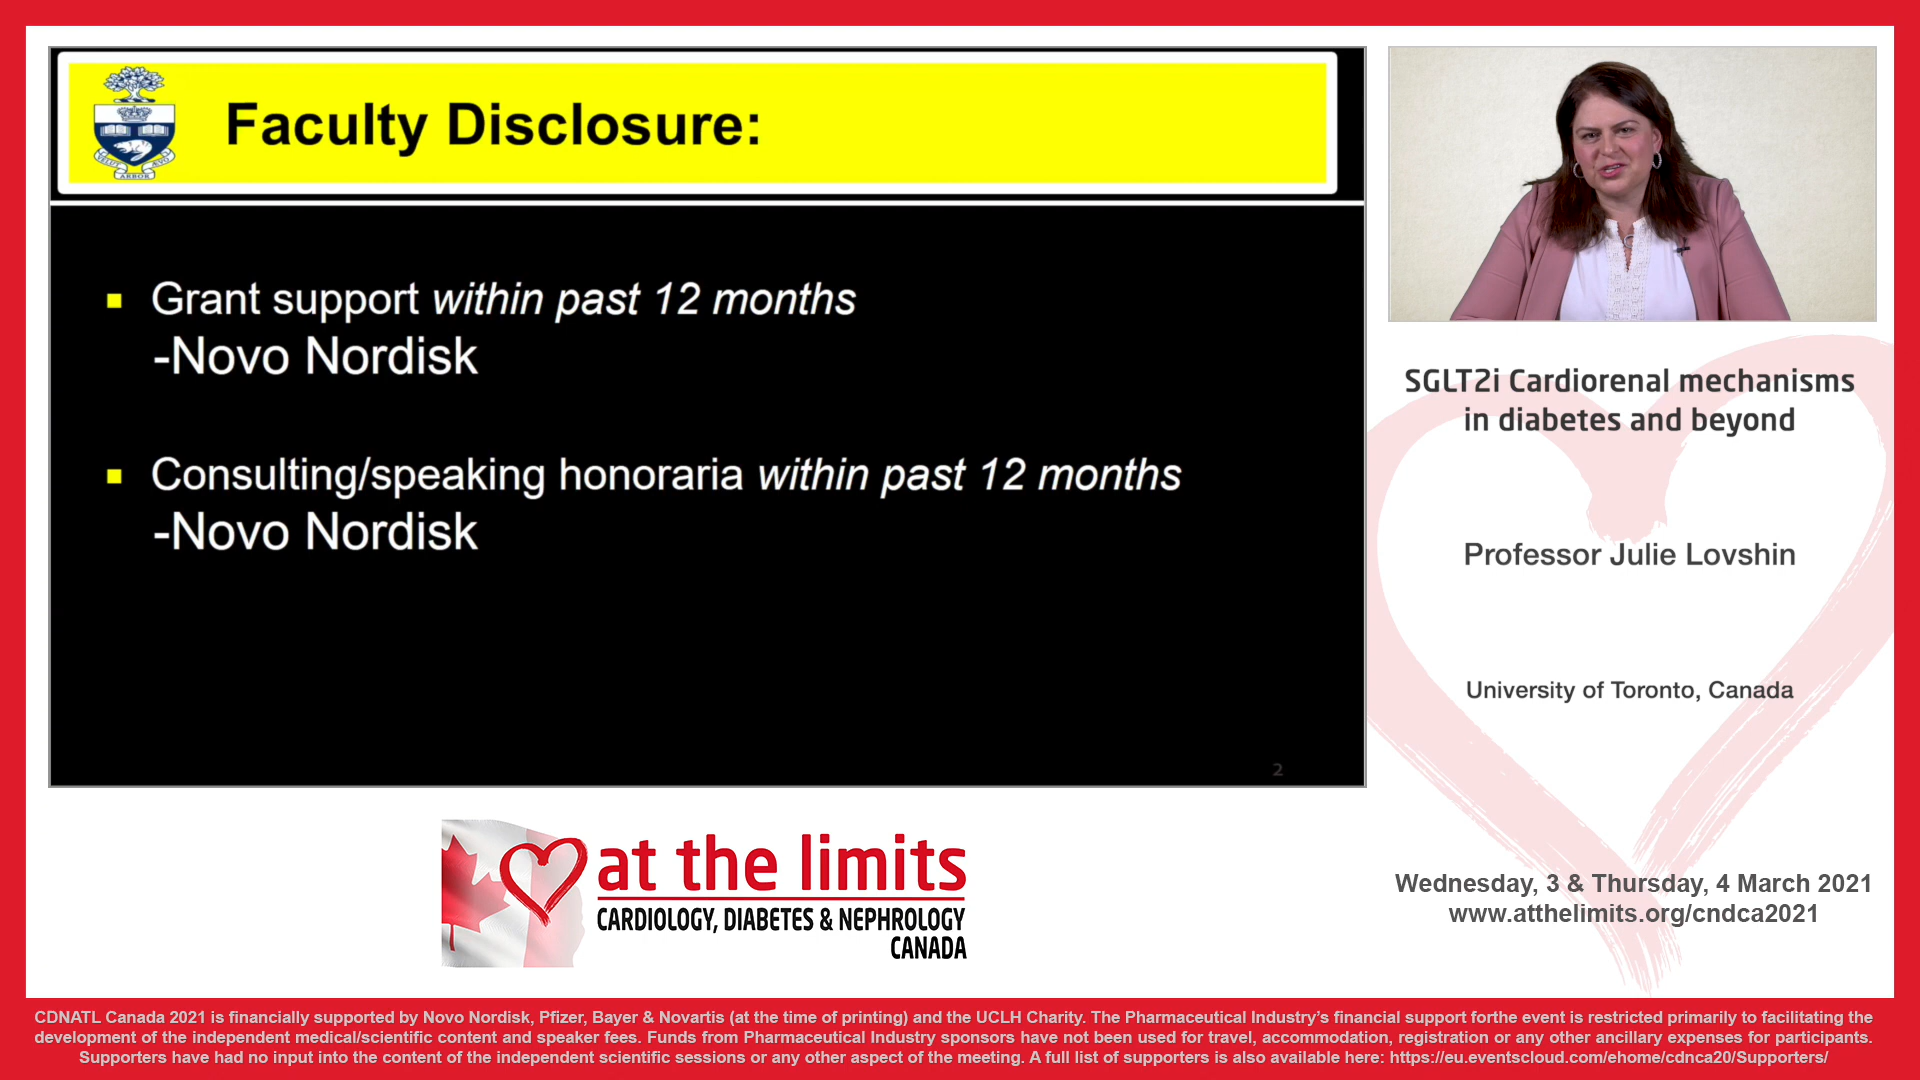 Faculty Disclosure:
VELUT
ÆVO
ARBOR
Grant support within past 12 months
-Novo Nordisk
Consulting/speaking honoraria within past 12 months
-Novo Nordisk
2
SGLT2i Cardiorenal mechanisms
in diabetes and beyond
Professor Julie Lovshin
University of Toronto, Canada
Wednesday, 3 & Thursday, 4 March 2021
www.atthelimits.org/cndca2021
at the limits
CARDIOLOGY, DIABETES & NEPHROLOGY
CANADA
CDNATL Canada 2021 is financially supported by Novo Nordisk, Pfizer, Bayer & Novartis (at the time of printing) and the UCLH Charity. The Pharmaceutical Industry’s financial support forthe event is restricted primarily to facilitating the
development of the independent medical/scientific content and speaker fees. Funds from Pharmaceutical Industry sponsors have not been used for travel, accommodation, registration or any other ancillary expenses for participants.
Supporters have had no input into the content of the independent scientific sessions or any other aspect of the meeting. A full list of supporters is also available here: https://eu.eventscloud.com/ehome/cdnca20/Supporters/